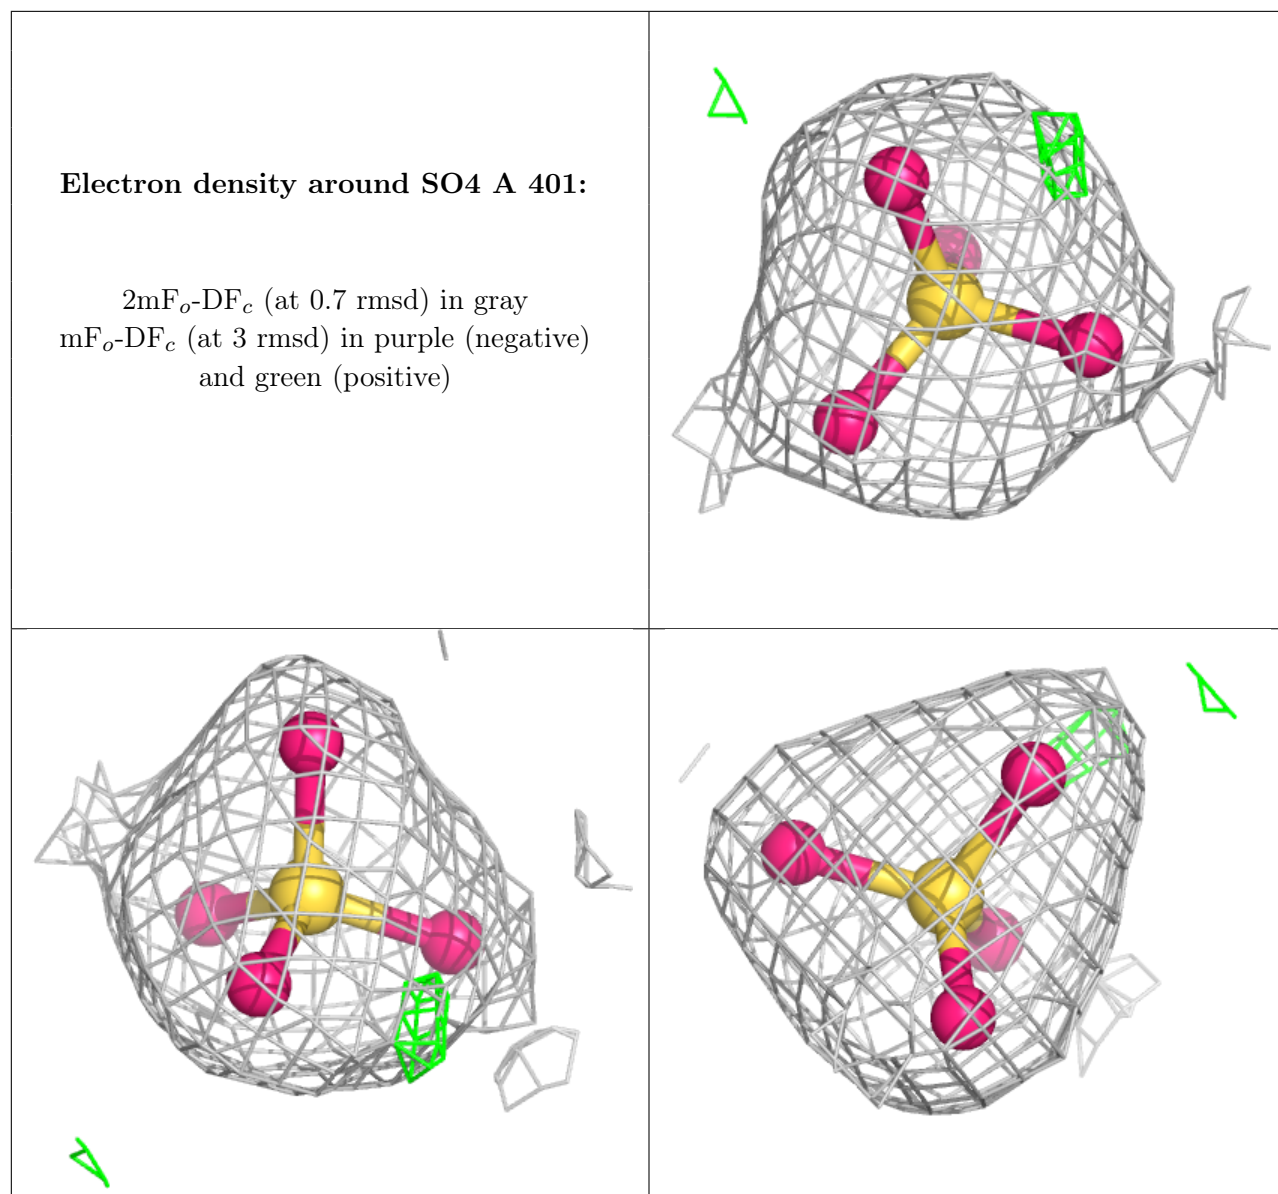 Electron density around SO4 A 401:
2mFo-DFc (at 0.7 rmsd) in gray
mFo-DFc (at 3 rmsd) in purple (negative)
and green (positive)